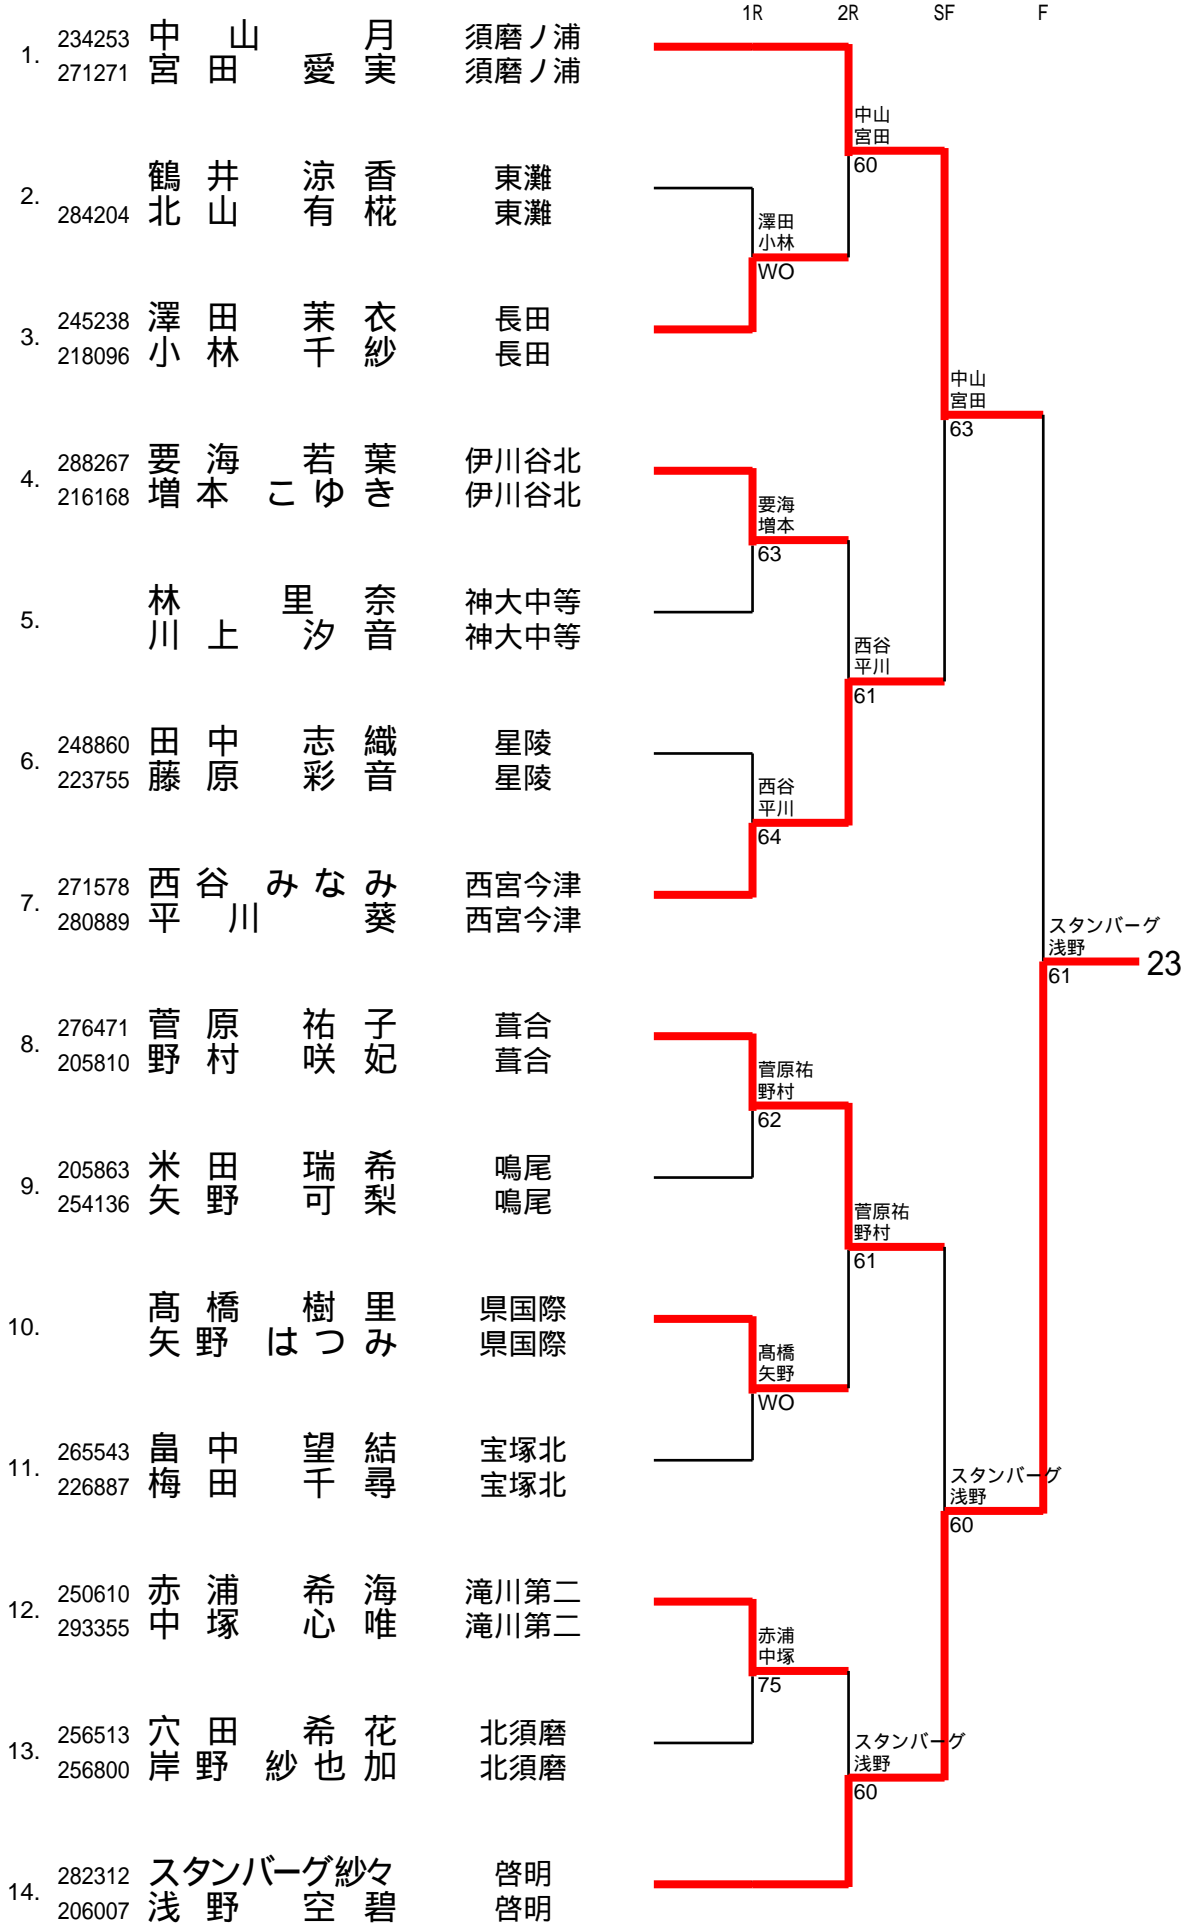 1R 2R SF F
1. 234253 中山 月 須磨ノ浦
271271 宮田 愛実 須磨ノ浦
中山
宮田
60
2. 鶴井 涼香 東灘
284204 北山 有椛 東灘
澤田
小林
WO
3. 245238 澤田 茉衣 長田
218096 小林 千紗 長田
中山
宮田
63
4. 288267 要海 若葉 伊川谷北
216168 増本 こゆき 伊川谷北
要海
増本
63
5. 林 里奈 神大中等
川上 汐音 神大中等
西谷
平川
61
6. 248860 田中 志織 星陵
223755 藤原 彩音 星陵
西谷
平川
64
7. 271578 西谷 みなみ 西宮今津
280889 平川 葵 西宮今津
スタンバーグ
浅野
61
23
8. 276471 菅原 祐子 葺合
205810 野村 咲妃 葺合
菅原祐
野村
62
9. 205863 米田 瑞希 鳴尾
254136 矢野 可梨 鳴尾
菅原祐
野村
61
10. 髙橋 樹里 県国際
矢野 はつみ 県国際
髙橋
矢野
WO
11. 265543 畠中 望結 宝塚北
226887 梅田 千尋 宝塚北
スタンバーグ
浅野
60
12. 250610 赤浦 希海 滝川第二
293355 中塚 心唯 滝川第二
赤浦
中塚
75
13. 256513 穴田 希花 北須磨
256800 岸野 紗也加 北須磨
スタンバーグ
浅野
60
14. 282312 スタンバーグ紗々 啓明
206007 浅野 空碧 啓明